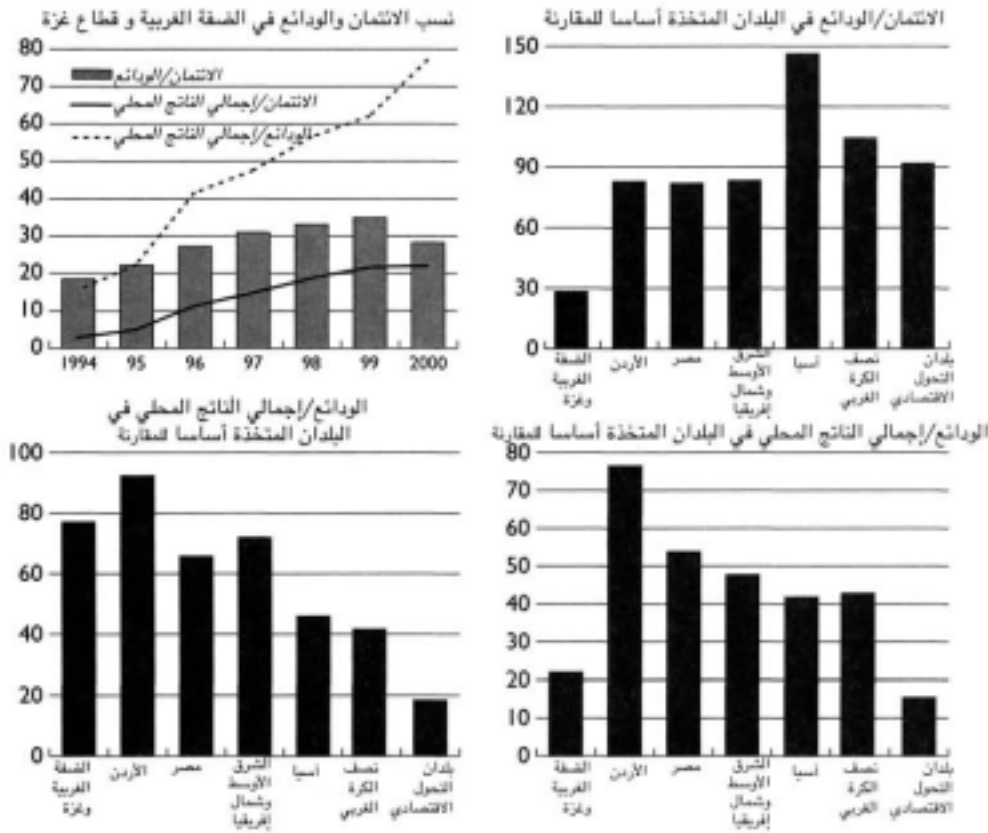 نسب الائتمان والودائع في الضفة الغربية و قطاع غزة
80
70
60
50
40
30
20
10
0
الائتمان/الودائع
الائتمان/إجمالي الناتج المحلي
الودائع/إجمالي الناتج المحلي
1994 95 96 97 98 99 2000
الائتمان/الودائع في البلدان المتخذة أساسا للمقارنة
150
120
90
60
30
0
الضفة
الغربية
وغزة
الأردن
مصر
الشرق
الأوسط
وشمال
إفريقيا
آسيا
نصف
الكرة
الغربي
بلدان
التحول
الاقتصادي
الودائع/إجمالي الناتج المحلي في
البلدان المتخذة أساسا للمقارنة
100
80
60
40
20
0
الضفة
الغربية
وغزة
الأردن
مصر
الشرق
الأوسط
وشمال
إفريقيا
آسيا
نصف
الكرة
الغربي
بلدان
التحول
الاقتصادي
الودائع/إجمالي الناتج المحلي في البلدان المتخذة أساسا للمقارنة
80
70
60
50
40
30
20
10
0
الضفة
الغربية
وغزة
الأردن
مصر
الشرق
الأوسط
وشمال
إفريقيا
آسيا
نصف
الكرة
الغربي
بلدان
التحول
الاقتصادي